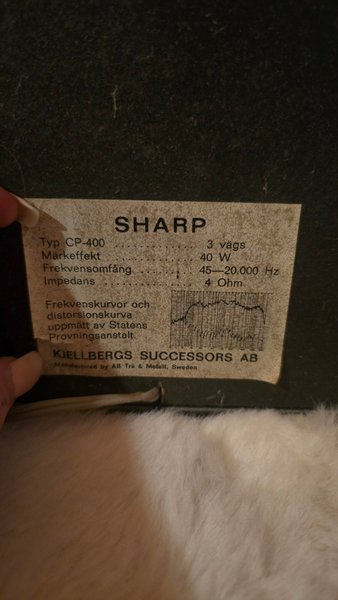 SHARP
Typ CP-400 .............. 3 vägs
Märkeffekt .............. 40 W
Frekvensomfång .......... 45—20.000 Hz
Impedans ................ 4 Ohm.
Frekvenskurvor och
distorsionskurva
uppmätt av Statens
Provningsanstalt.
KJELLBERGS SUCCESSORS AB
Manufactured by AB Trä & Metall, Sweden